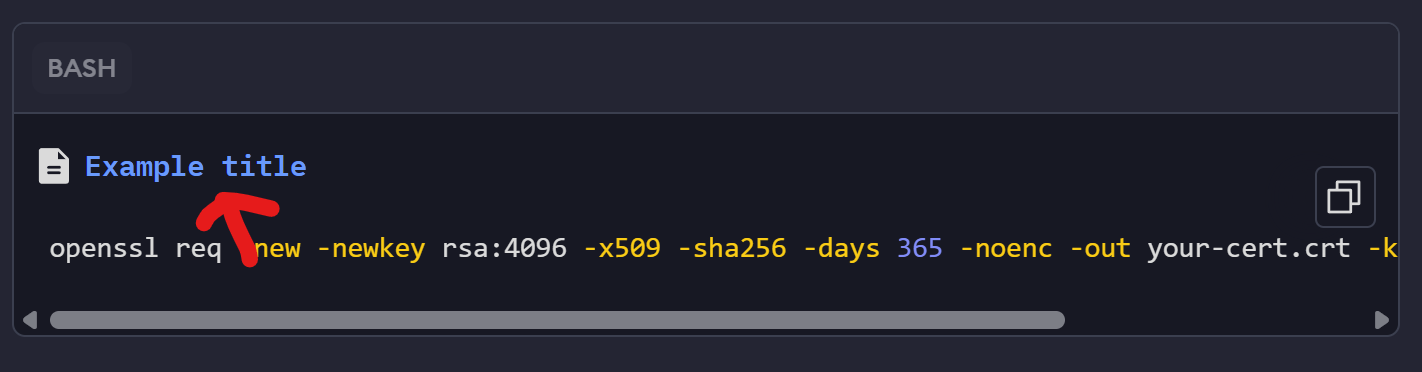 BASH
Example title
openssl req -new -newkey rsa:4096 -x509 -sha256 -days 365 -noenc -out your-cert.crt -k